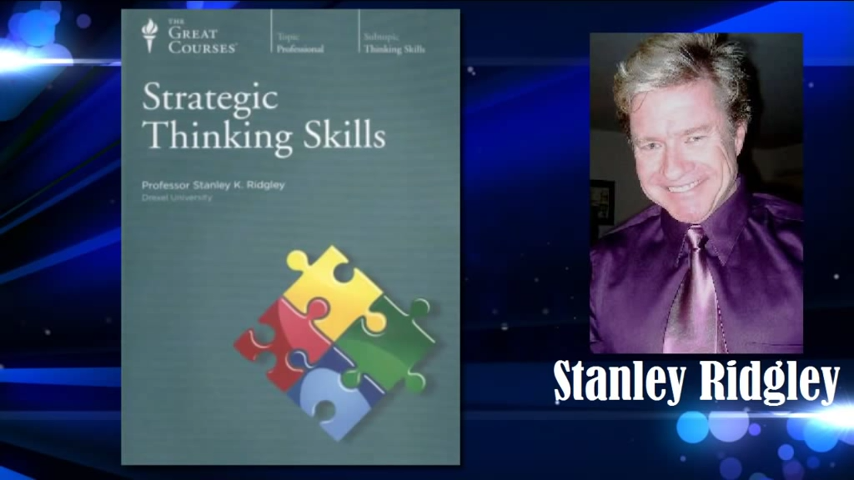 THE
GREAT
COURSES
Topic
Professional
Subtopic
Thinking Skills
Strategic
Thinking Skills
Professor Stanley K. Ridgley
Drexel University
Stanley Ridgley